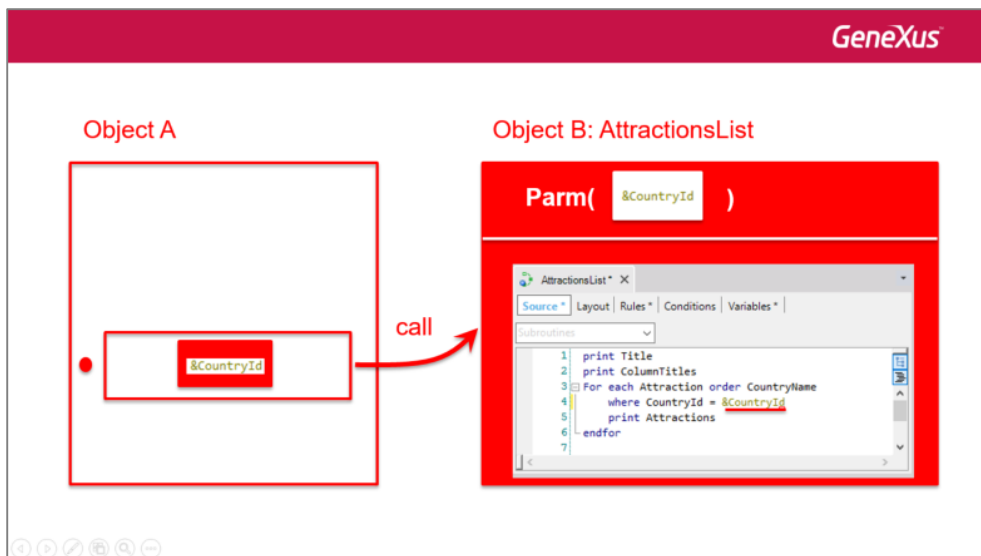 GeneXus
Object A
Object B: AttractionsList
Parm( &CountryId )
AttractionsList * X
Source * Layout Rules * Conditions Variables *
Subroutines
call
&CountryId
1 print Title
2 print ColumnTitles
3 For each Attraction order CountryName
4 where CountryId = &CountryId
5 print Attractions
6 endfor
7